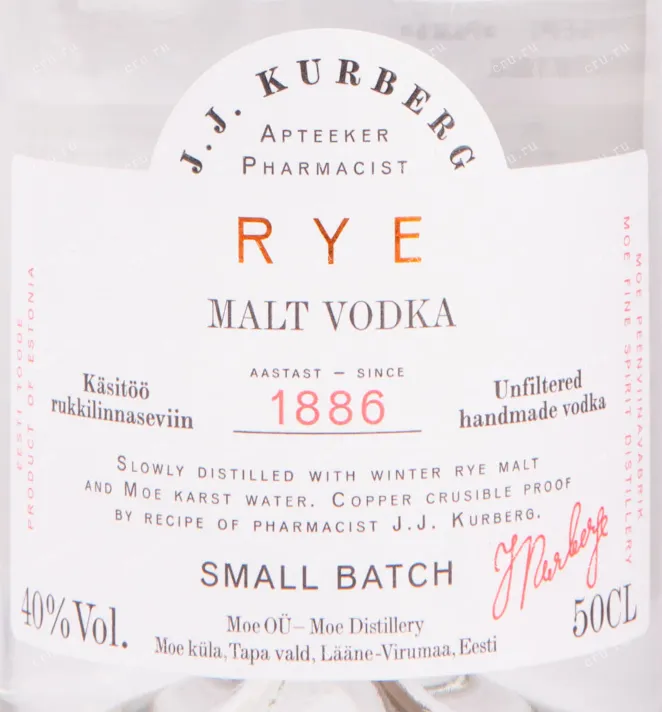 J.J. KURBERG
APTEEKER
PHARMACIST
RYE
MALT VODKA
AASTAST – SINCE
1886
Käsitöö
rukkilinnaseviin
Unfiltered
handmade vodka
SLOWLY DISTILLED WITH WINTER RYE MALT
AND MOE KARST WATER. COPPER CRUSIBLE PROOF
BY RECIPE OF PHARMACIST J.J. KURBERG.
SMALL BATCH
JKurberg
40%Vol.
50CL
Moe OÜ – Moe Distillery
Moe küla, Tapa vald, Lääne-Virumaa, Eesti
EESTI TOODE
PRODUCT OF ESTONIA
MOE PEENVIINAVABRIK
MOE FINE SPIRIT DISTILLERY
cru.ru